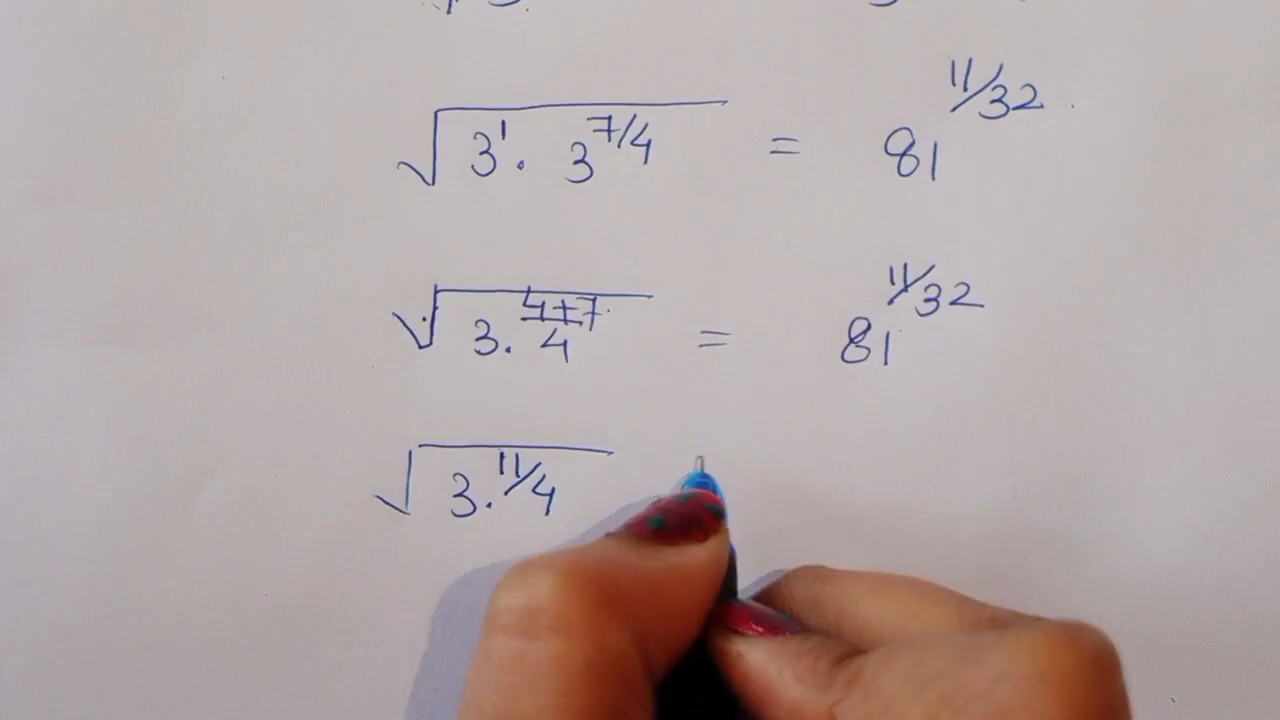 √(3¹ · 3^(7/4)) = 81^(11/32)
√(3.^((4+7)/4)) = 81^(11/32)
√(3.^(11/4))